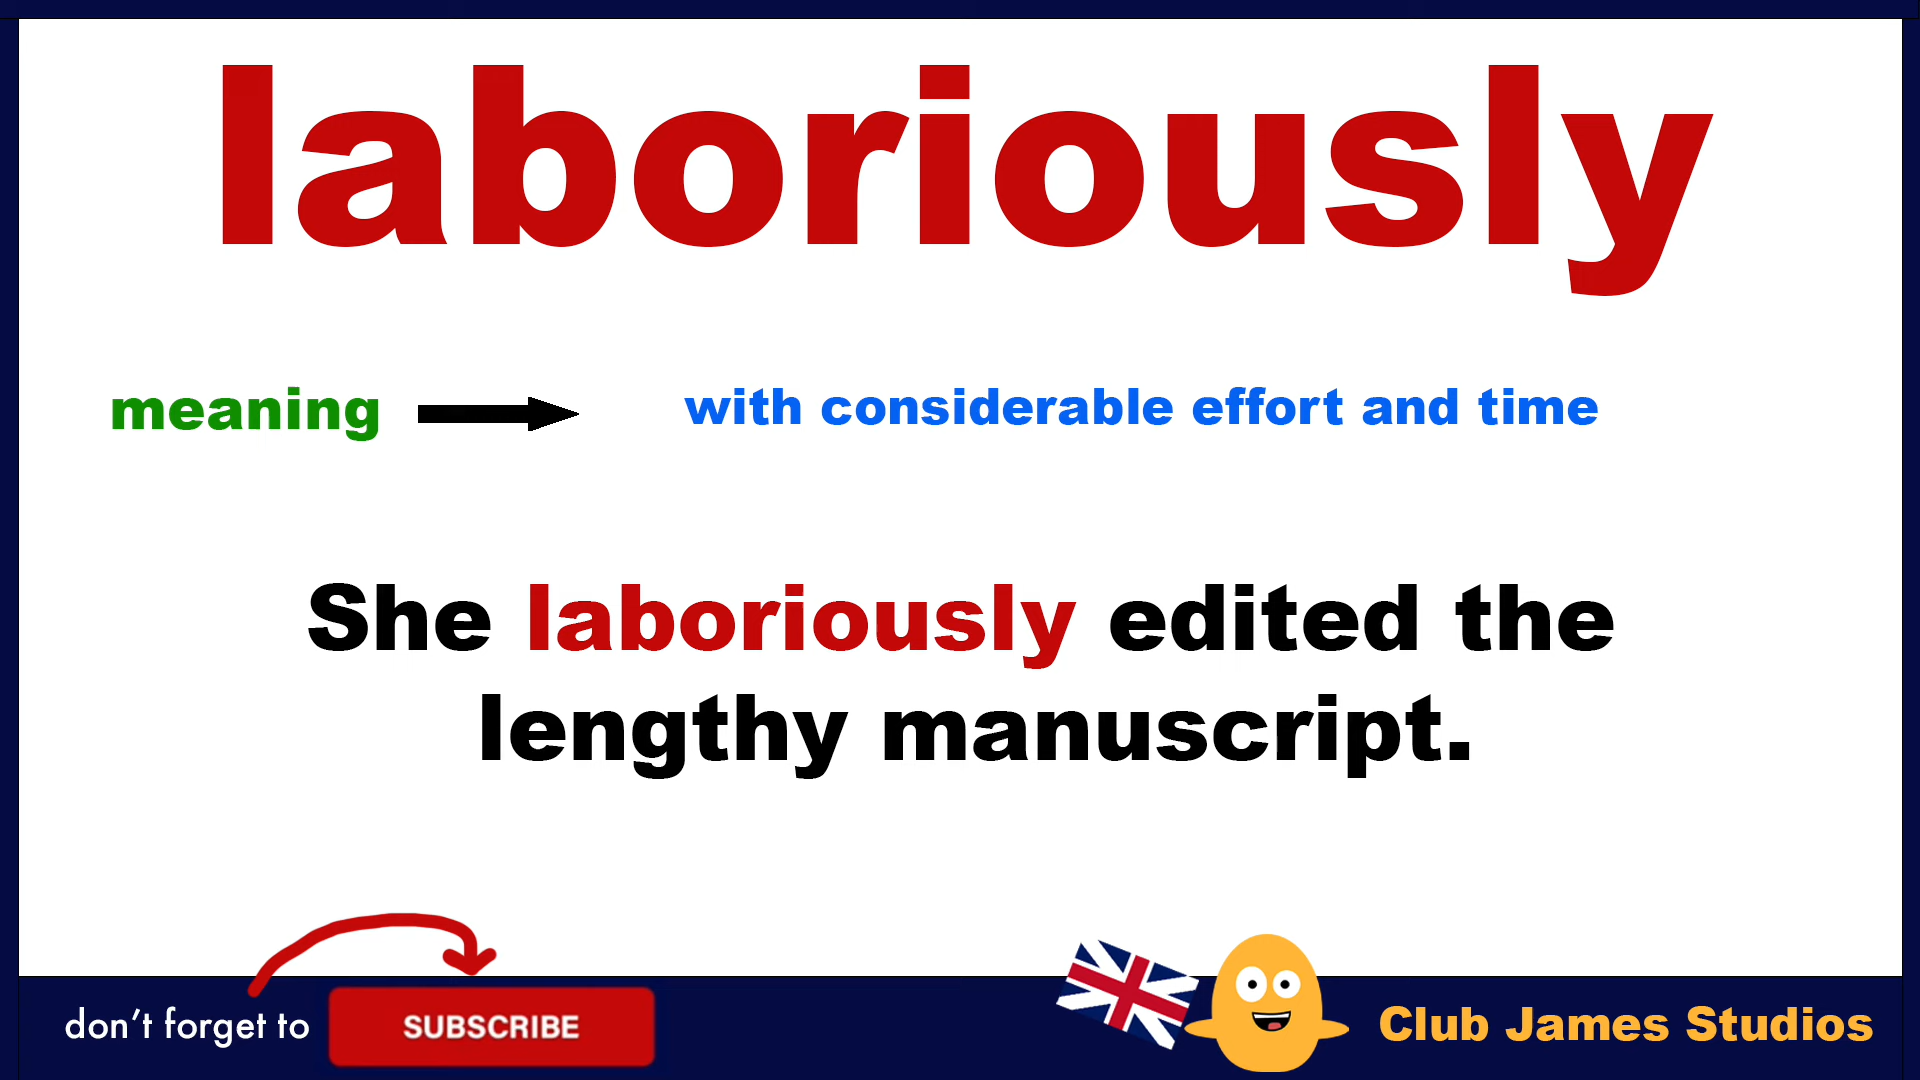 laboriously
meaning
with considerable effort and time
She laboriously edited the
lengthy manuscript.
don't forget to
SUBSCRIBE
Club James Studios